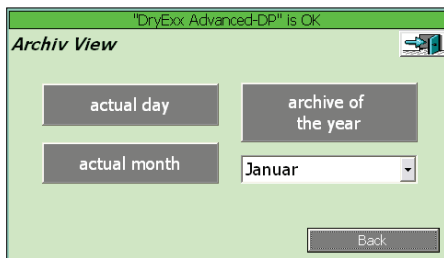 "DryExx Advanced-DP" is OK
Archiv View
actual day
archive of
the year
actual month
Januar
Back